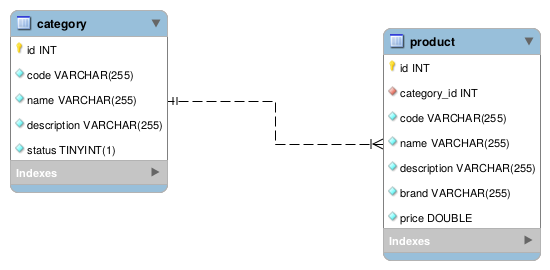 category
id INT
code VARCHAR(255)
name VARCHAR(255)
description VARCHAR(255)
status TINYINT(1)
Indexes
product
id INT
category_id INT
code VARCHAR(255)
name VARCHAR(255)
description VARCHAR(255)
brand VARCHAR(255)
price DOUBLE
Indexes